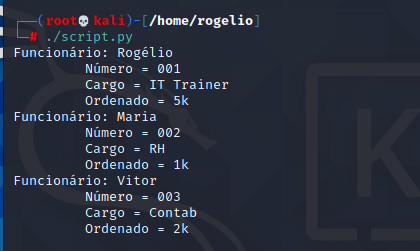 (root💀kali)-[/home/rogelio]
# ./script.py
Funcionário: Rogélio
Número = 001
Cargo = IT Trainer
Ordenado = 5k
Funcionário: Maria
Número = 002
Cargo = RH
Ordenado = 1k
Funcionário: Vitor
Número = 003
Cargo = Contab
Ordenado = 2k